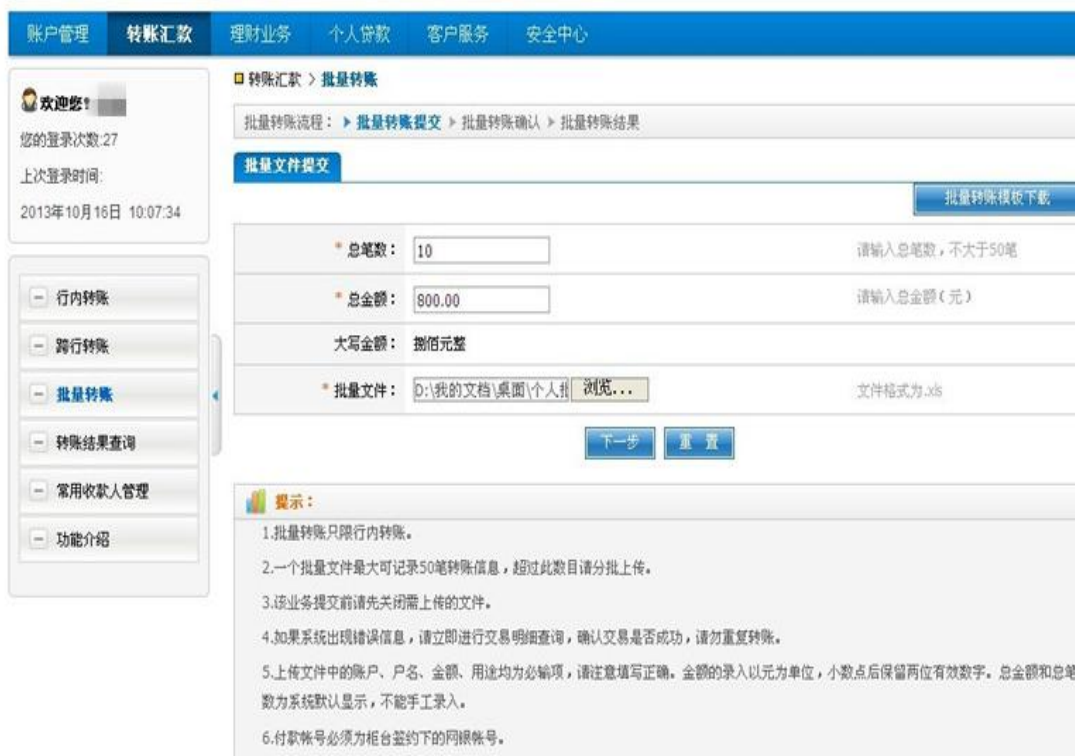 账户管理 转账汇款 理财业务 个人贷款 客户服务 安全中心
转账汇款 > 批量转账
欢迎您!
您的登录次数:27
上次登录时间:
2013年10月16日 10:07:34
批量转账流程： 批量转账提交 批量转账确认 批量转账结果
批量文件提交
批量转账模板下载
* 总笔数： 10 请输入总笔数，不大于50笔
* 总金额： 800.00 请输入总金额（元）
大写金额： 捌佰元整
* 批量文件： D:\我的文档\桌面\个人 浏览... 文件格式为.xls
下一步 重 置
行内转账
跨行转账
批量转账
转账结果查询
常用收款人管理
功能介绍
提示：
1.批量转账只限行内转账。
2.一个批量文件最大可记录50笔转账信息，超过此数目请分批上传。
3.该业务提交前请先关闭需上传的文件。
4.如果系统出现错误信息，请立即进行交易明细查询，确认交易是否成功，请勿重复转账。
5.上传文件中的账户、户名、金额、用途均为必输项，请注意填写正确。金额的录入以元为单位，小数点后保留两位有效数字。总金额和总笔
数为系统默认显示，不能手工录入。
6.付款帐号必须为柜台签约下的网银帐号。